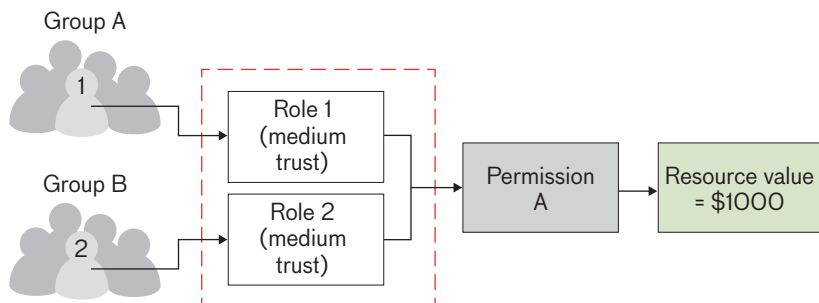 Group A
1
Role 1
(medium
trust)
Group B
2
Role 2
(medium
trust)
Permission
A
Resource value
= $1000